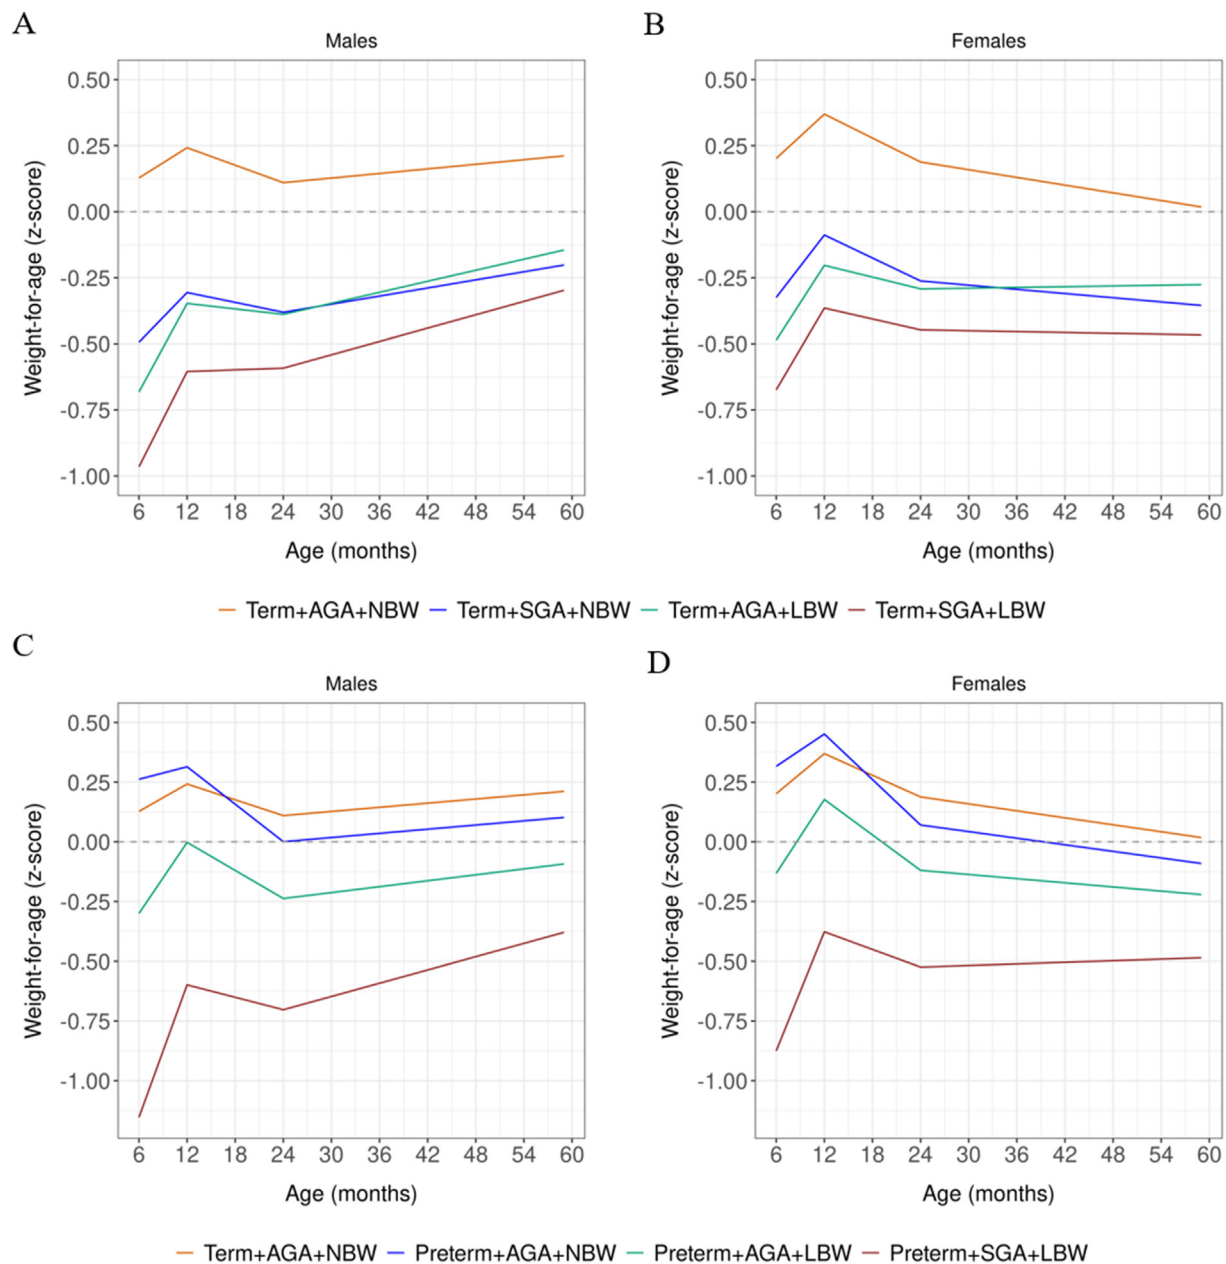 A
Males
0.50
0.25
0.00
-0.25
-0.50
-0.75
-1.00
Weight-for-age (z-score)
6 12 18 24 30 36 42 48 54 60
Age (months)
B
Females
0.50
0.25
0.00
-0.25
-0.50
-0.75
-1.00
Weight-for-age (z-score)
6 12 18 24 30 36 42 48 54 60
Age (months)
Term+AGA+NBW Term+SGA+NBW Term+AGA+LBW Term+SGA+LBW
C
Males
0.50
0.25
0.00
-0.25
-0.50
-0.75
-1.00
Weight-for-age (z-score)
6 12 18 24 30 36 42 48 54 60
Age (months)
D
Females
0.50
0.25
0.00
-0.25
-0.50
-0.75
-1.00
Weight-for-age (z-score)
6 12 18 24 30 36 42 48 54 60
Age (months)
Term+AGA+NBW Preterm+AGA+NBW Preterm+AGA+LBW Preterm+SGA+LBW